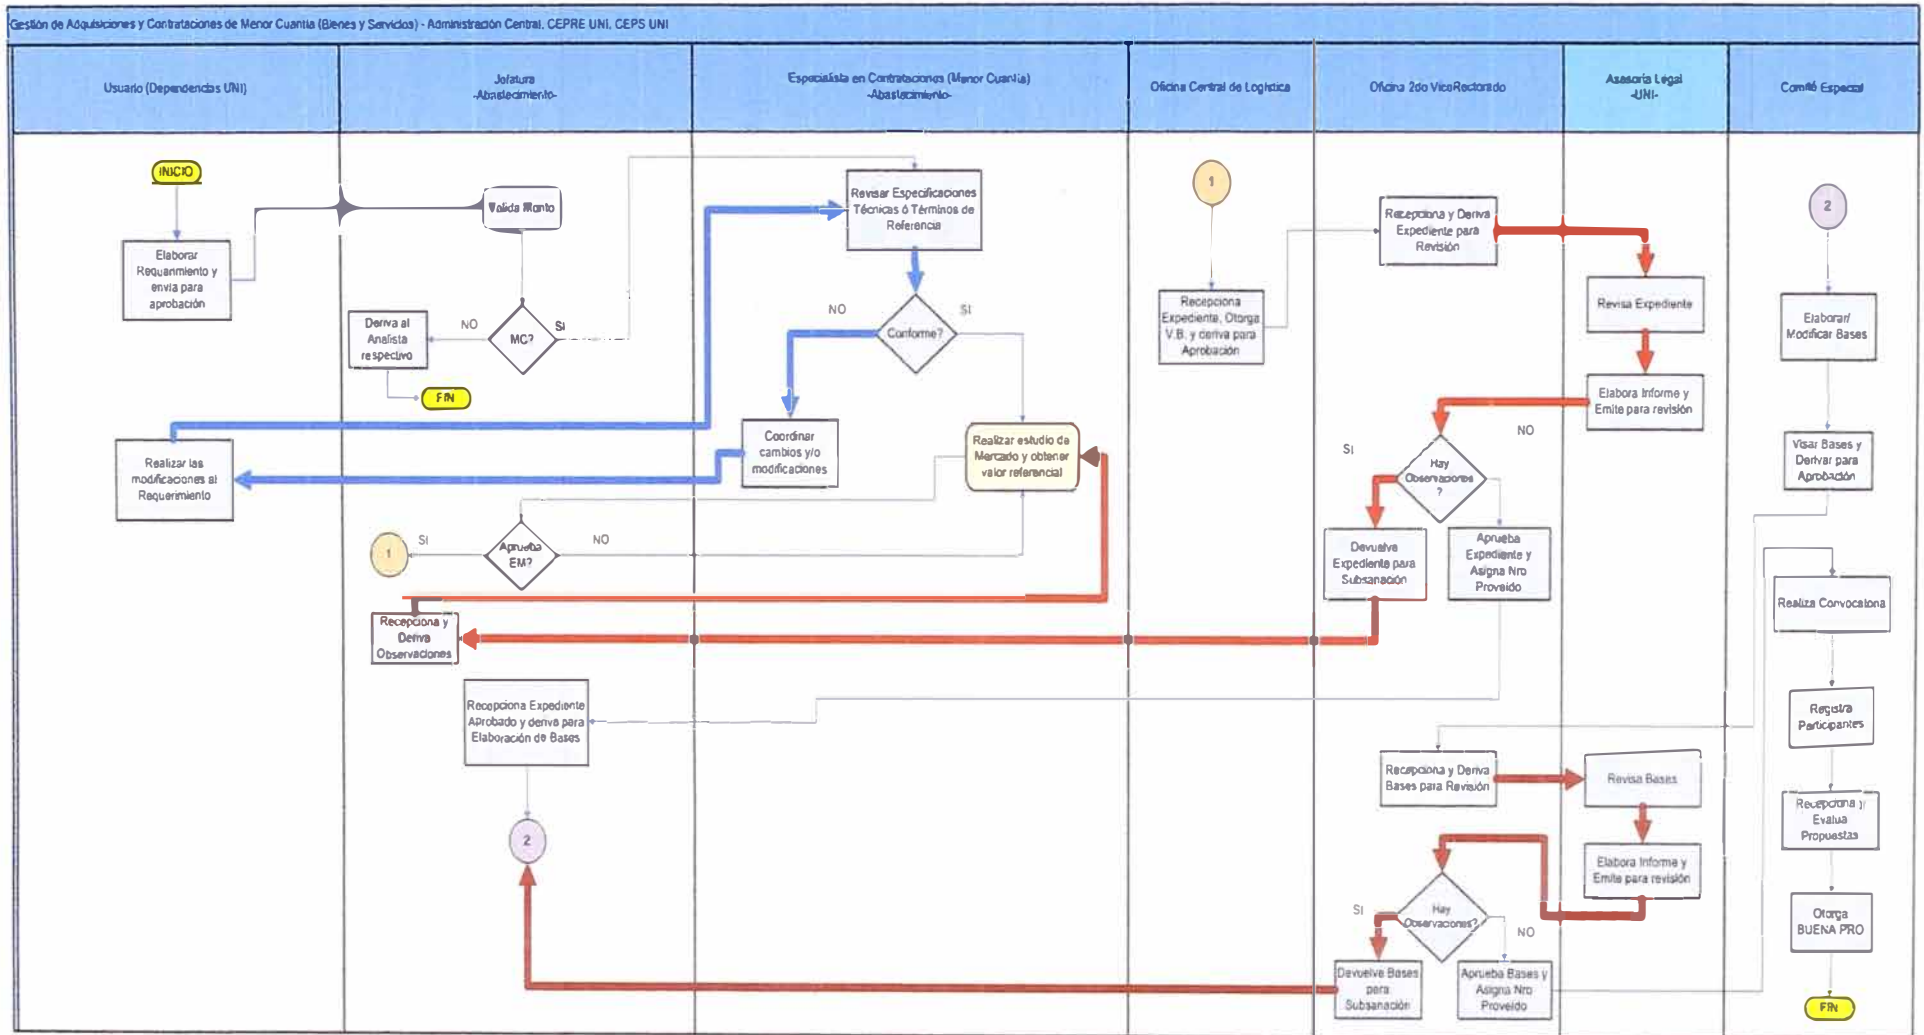 Gestión de Adquisiciones y Contrataciones de Menor Cuantía (Bienes y Servicios) - Administración Central, CEPRE UNI, CEPS UNI
Usuario (Dependencias UNI)
Jefatura
-Abastecimiento-
Especialista en Contrataciones (Menor Cuantía)
-Abastecimiento-
Oficina Central de Logística
Oficina 2do ViceRectorado
Asesoría Legal
-UNI-
Comité Especial
INICIO
Elaborar
Requerimiento y
envía para
aprobación
Realizar las
modificaciones al
Requerimiento
Valida Monto
MC?
NO
SI
Deriva al
Analista
respectivo
FIN
Aprueba
EM?
SI
NO
1
Recepciona y
Deriva
Observaciones
Recepciona Expediente
Aprobado y deriva para
Elaboración de Bases
2
Revisar Especificaciones
Técnicas ó Términos de
Referencia
Conforme?
NO
SI
Coordinar
cambios y/o
modificaciones
Realizar estudio de
Mercado y obtener
valor referencial
1
Recepciona
Expediente, Otorga
V.B. y deriva para
Aprobación
Recepciona y Deriva
Expediente para
Revisión
Hay
Observaciones
?
SI
NO
Devuelve
Expediente para
Subsanación
Aprueba
Expediente y
Asigna Nro
Proveido
Recepciona y Deriva
Bases para Revisión
Hay
Observaciones?
SI
NO
Devuelve Bases
para
Subsanación
Aprueba Bases y
Asigna Nro
Proveido
Revisa Expediente
Elabora Informe y
Emite para revisión
Revisa Bases
Elabora Informe y
Emite para revisión
2
Elaborar/
Modificar Bases
Visar Bases y
Derivar para
Aprobación
Realiza Convocatoria
Registra
Participantes
Recepciona y
Evalua
Propuestas
Otorga
BUENA PRO
FIN